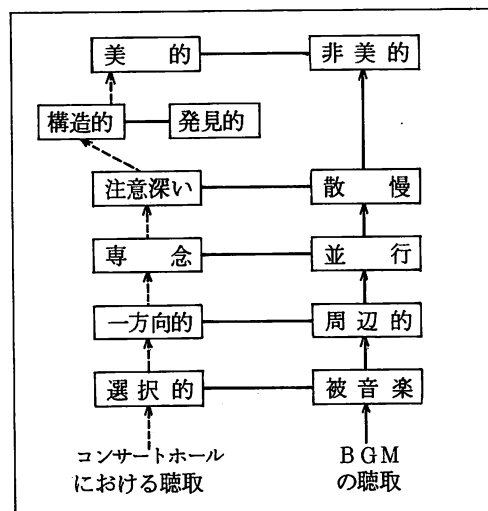 美的 非美的
構造的 発見的
注意深い 散慢
専念 並行
一方向的 周辺的
選択的 被音楽
コンサートホール BGM
における聴取 の聴取